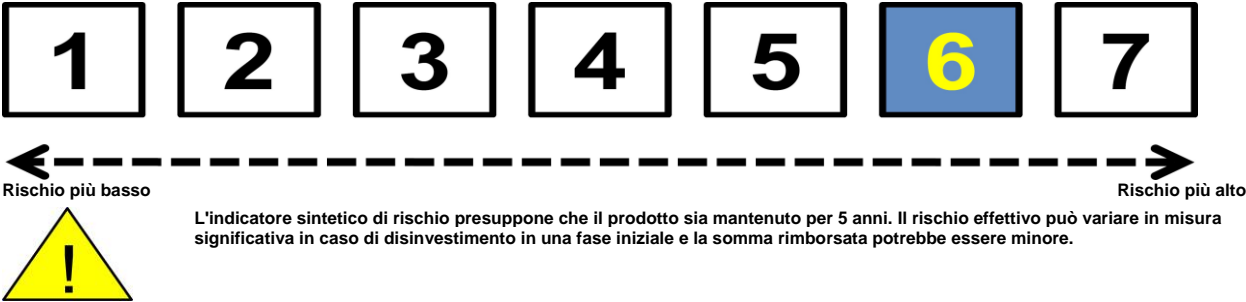 1 2 3 4 5 6 7
Rischio più basso Rischio più alto
L'indicatore sintetico di rischio presuppone che il prodotto sia mantenuto per 5 anni. Il rischio effettivo può variare in misura
significativa in caso di disinvestimento in una fase iniziale e la somma rimborsata potrebbe essere minore.
!